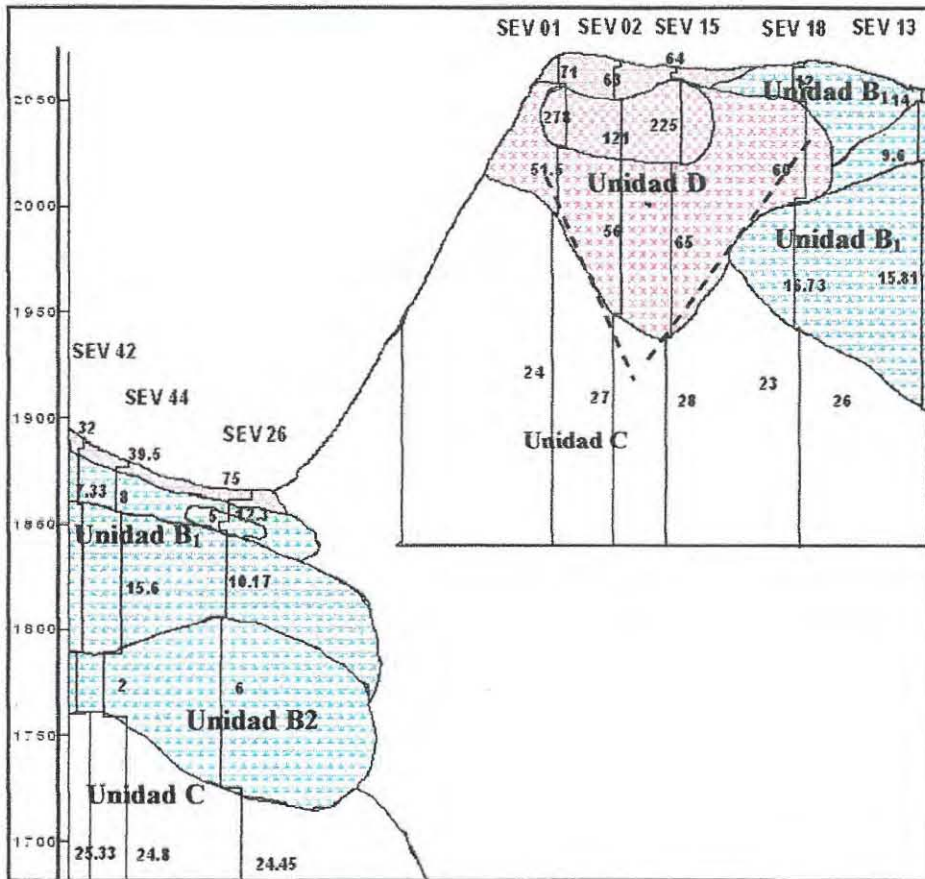 SEV 01 SEV 02 SEV 15 SEV 18 SEV 13
64
71 63 12
2050
Unidad B1 14
278 121 225
9.6
51.5 Unidad D 60
2000
56 65 Unidad B1
16.73 15.81
1950
SEV 42
24 27 28 23 26
SEV 44
1900
32 SEV 26
39.5 Unidad C
75
7.33 8
5
1850
Unidad B1
15.6 10.17
1800
2 6
Unidad B2
1750
Unidad C
1700
25.33 24.8 24.45